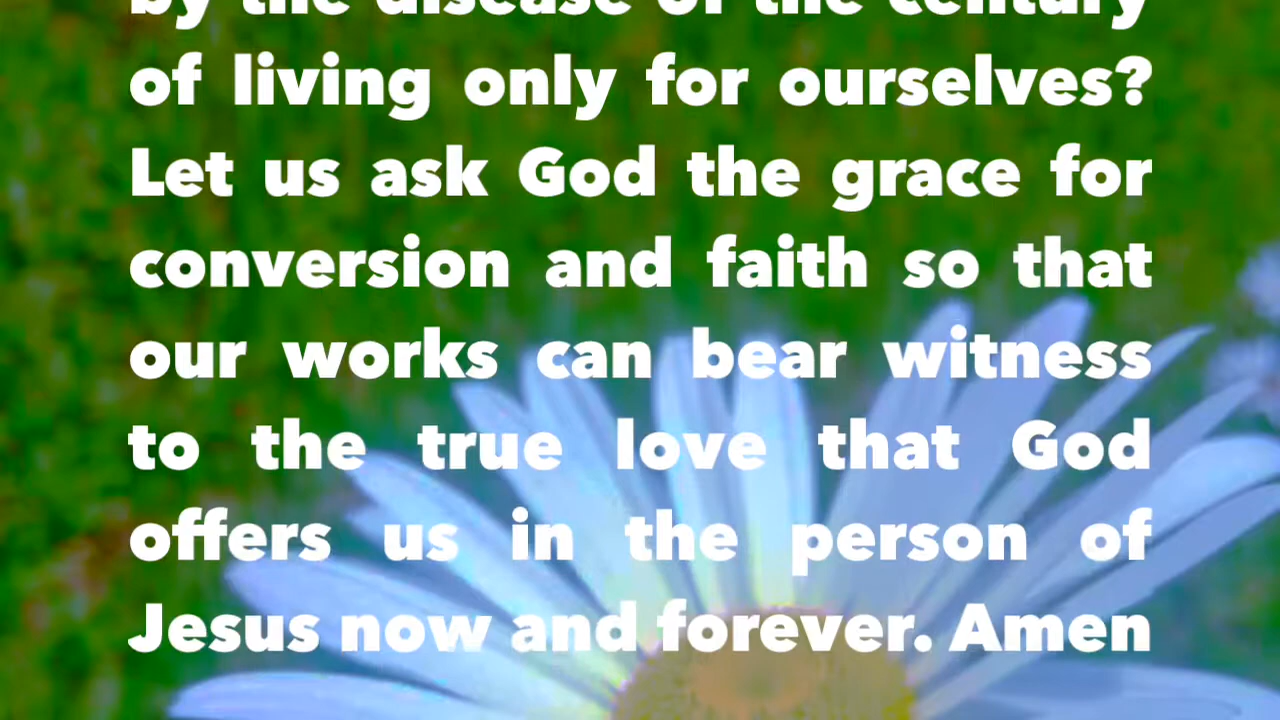 by the disease of the century
of living only for ourselves?
Let us ask God the grace for
conversion and faith so that
our works can bear witness
to the true love that God
offers us in the person of
Jesus now and forever. Amen